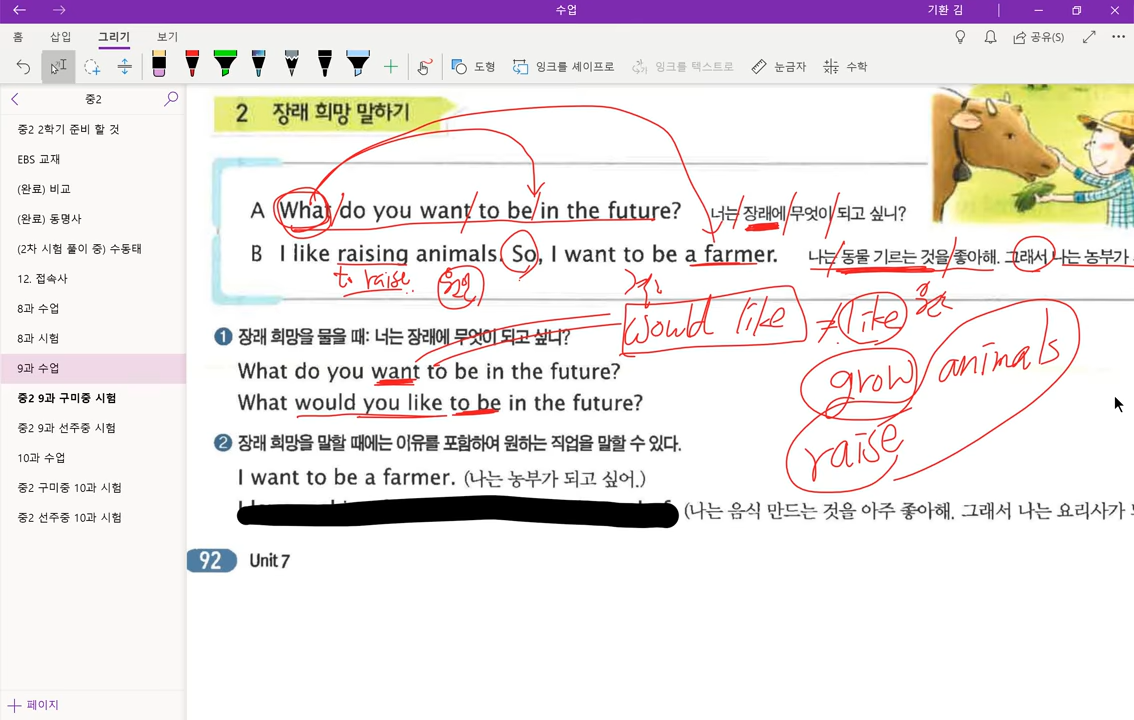 수업
기환 김
홈 삽입 그리기 보기
공유(S)
도형 잉크를 셰이프로 잉크를 텍스트로 눈금자 수학
중2
중2 2학기 준비 할 것
EBS 교재
(완료) 비교
(완료) 동명사
(2차 시험 풀이 중) 수동태
12. 접속사
8과 수업
8과 시험
9과 수업
중2 9과 구미중 시험
중2 9과 선주중 시험
10과 수업
중2 구미중 10과 시험
중2 선주중 10과 시험
페이지
2 장래 희망 말하기
A What do you want to be in the future? 너는 장래에 무엇이 되고 싶니?
B I like raising animals. So, I want to be a farmer. 나는 동물 기르는 것을 좋아해. 그래서 나는 농부가
to raise
would like ≠ like
grow animals
raise
1 장래 희망을 물을 때: 너는 장래에 무엇이 되고 싶니?
What do you want to be in the future?
What would you like to be in the future?
2 장래 희망을 말할 때에는 이유를 포함하여 원하는 직업을 말할 수 있다.
I want to be a farmer. (나는 농부가 되고 싶어.)
(나는 음식 만드는 것을 아주 좋아해. 그래서 나는 요리사가
92 Unit 7